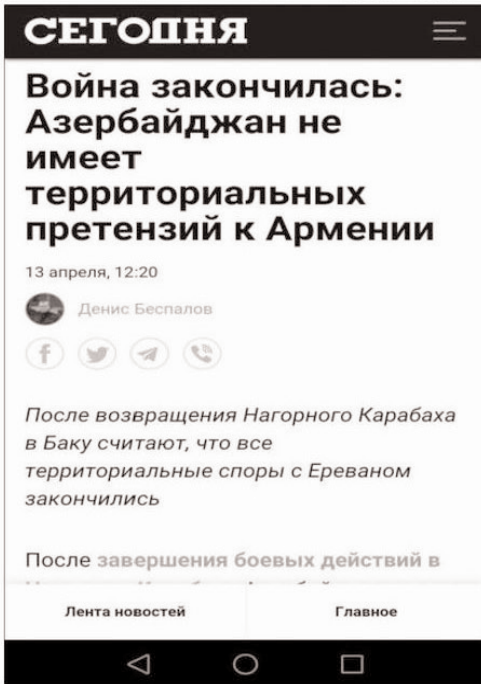 СЕГОДНЯ
Война закончилась:
Азербайджан не
имеет
территориальных
претензий к Армении
13 апреля, 12:20
Денис Беспалов
После возвращения Нагорного Карабаха
в Баку считают, что все
территориальные споры с Ереваном
закончились
После завершения боевых действий в
Лента новостей
Главное